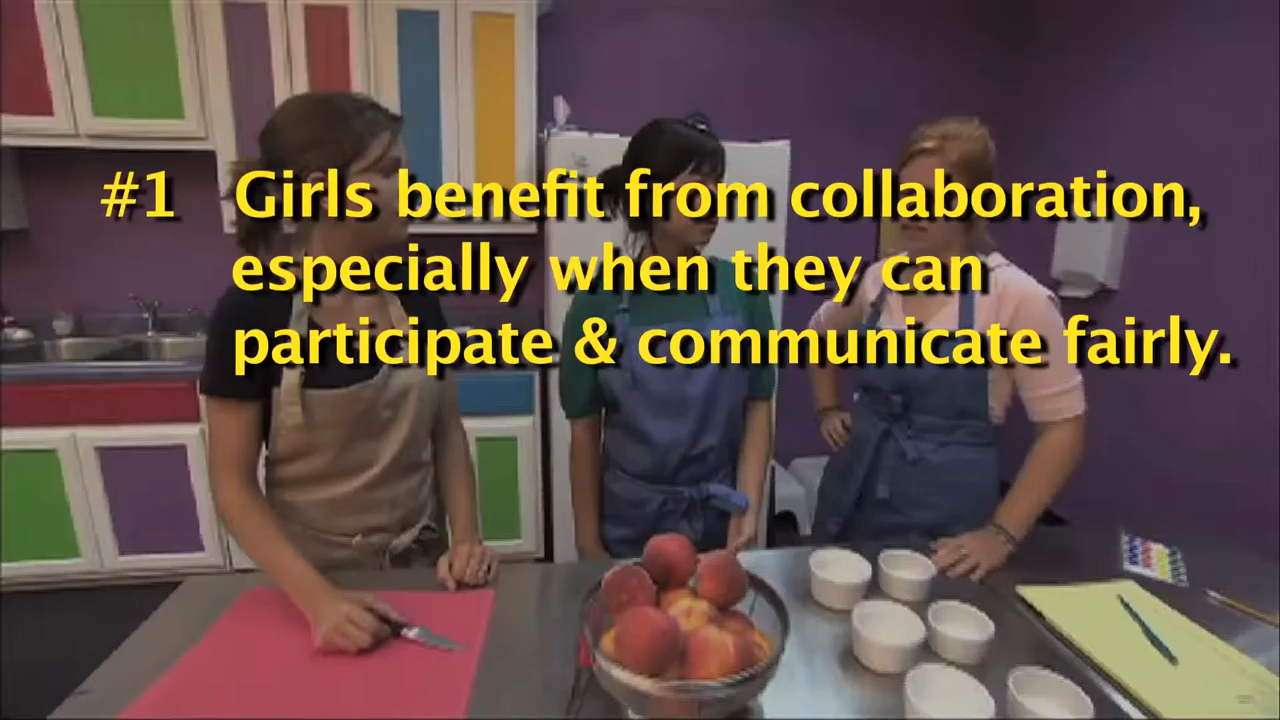 #1 Girls benefit from collaboration,
especially when they can
participate & communicate fairly.